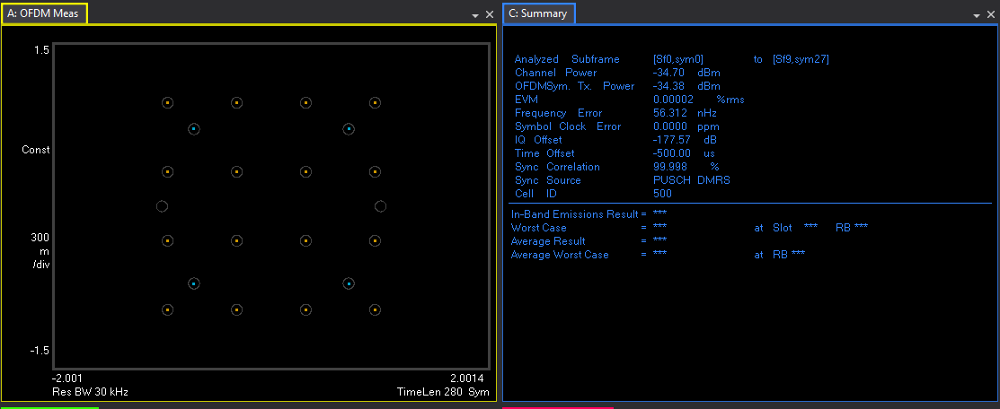 A: OFDM Meas
1.5
Const
300
m
/div
-1.5
-2.001
2.0014
Res BW 30 kHz
TimeLen 280 Sym
C: Summary
Analyzed Subframe [Sf0,sym0] to [Sf9,sym27]
Channel Power -34.70 dBm
OFDMSym. Tx. Power -34.38 dBm
EVM 0.00002 %rms
Frequency Error 56.312 nHz
Symbol Clock Error 0.0000 ppm
IQ Offset -177.57 dB
Time Offset -500.00 us
Sync Correlation 99.998 %
Sync Source PUSCH DMRS
Cell ID 500
In-Band Emissions Result = ***
Worst Case = *** at Slot *** RB ***
Average Result = ***
Average Worst Case = *** at RB ***